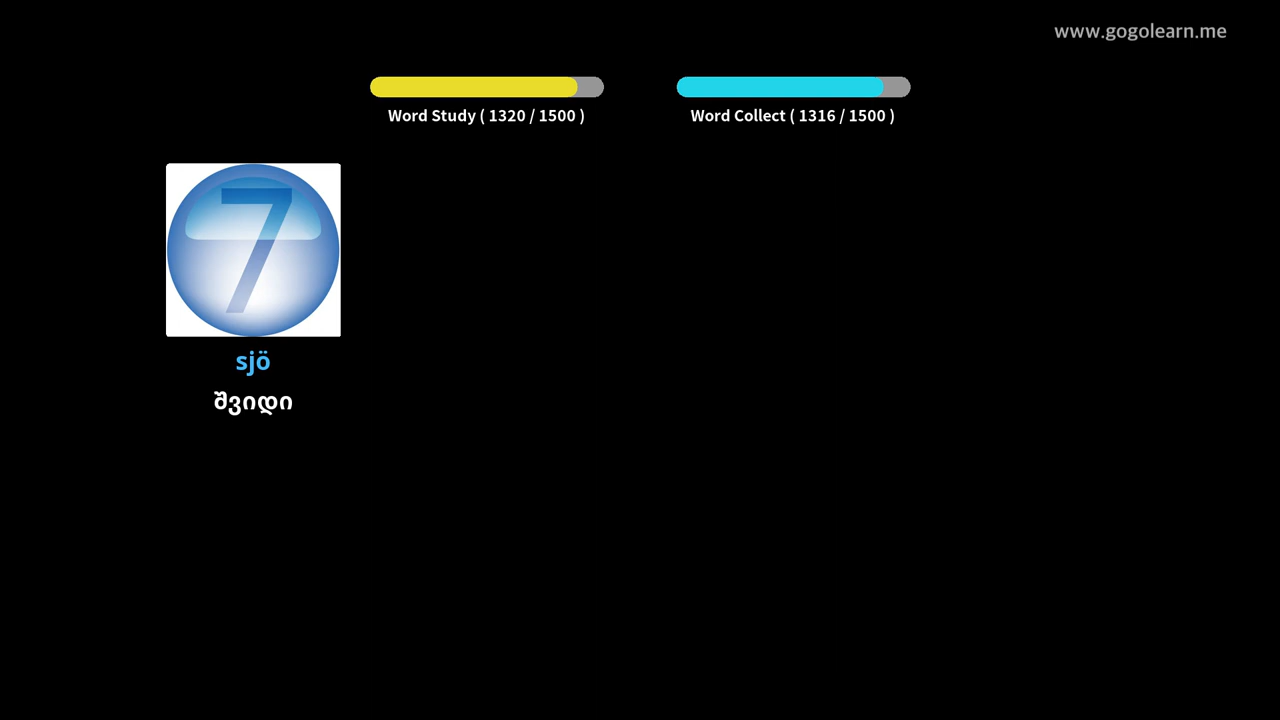 www.gogolearn.me
Word Study ( 1320 / 1500 )
Word Collect ( 1316 / 1500 )
7
sjö
შვიდი